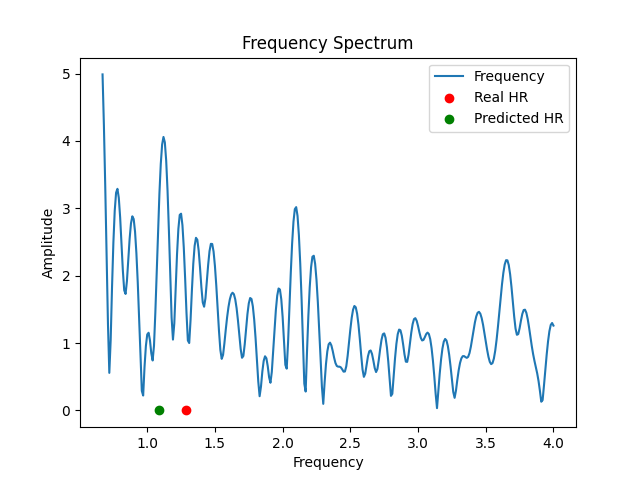 Frequency Spectrum
Frequency
Real HR
Predicted HR
Amplitude
5
4
3
2
1
0
1.0 1.5 2.0 2.5 3.0 3.5 4.0
Frequency